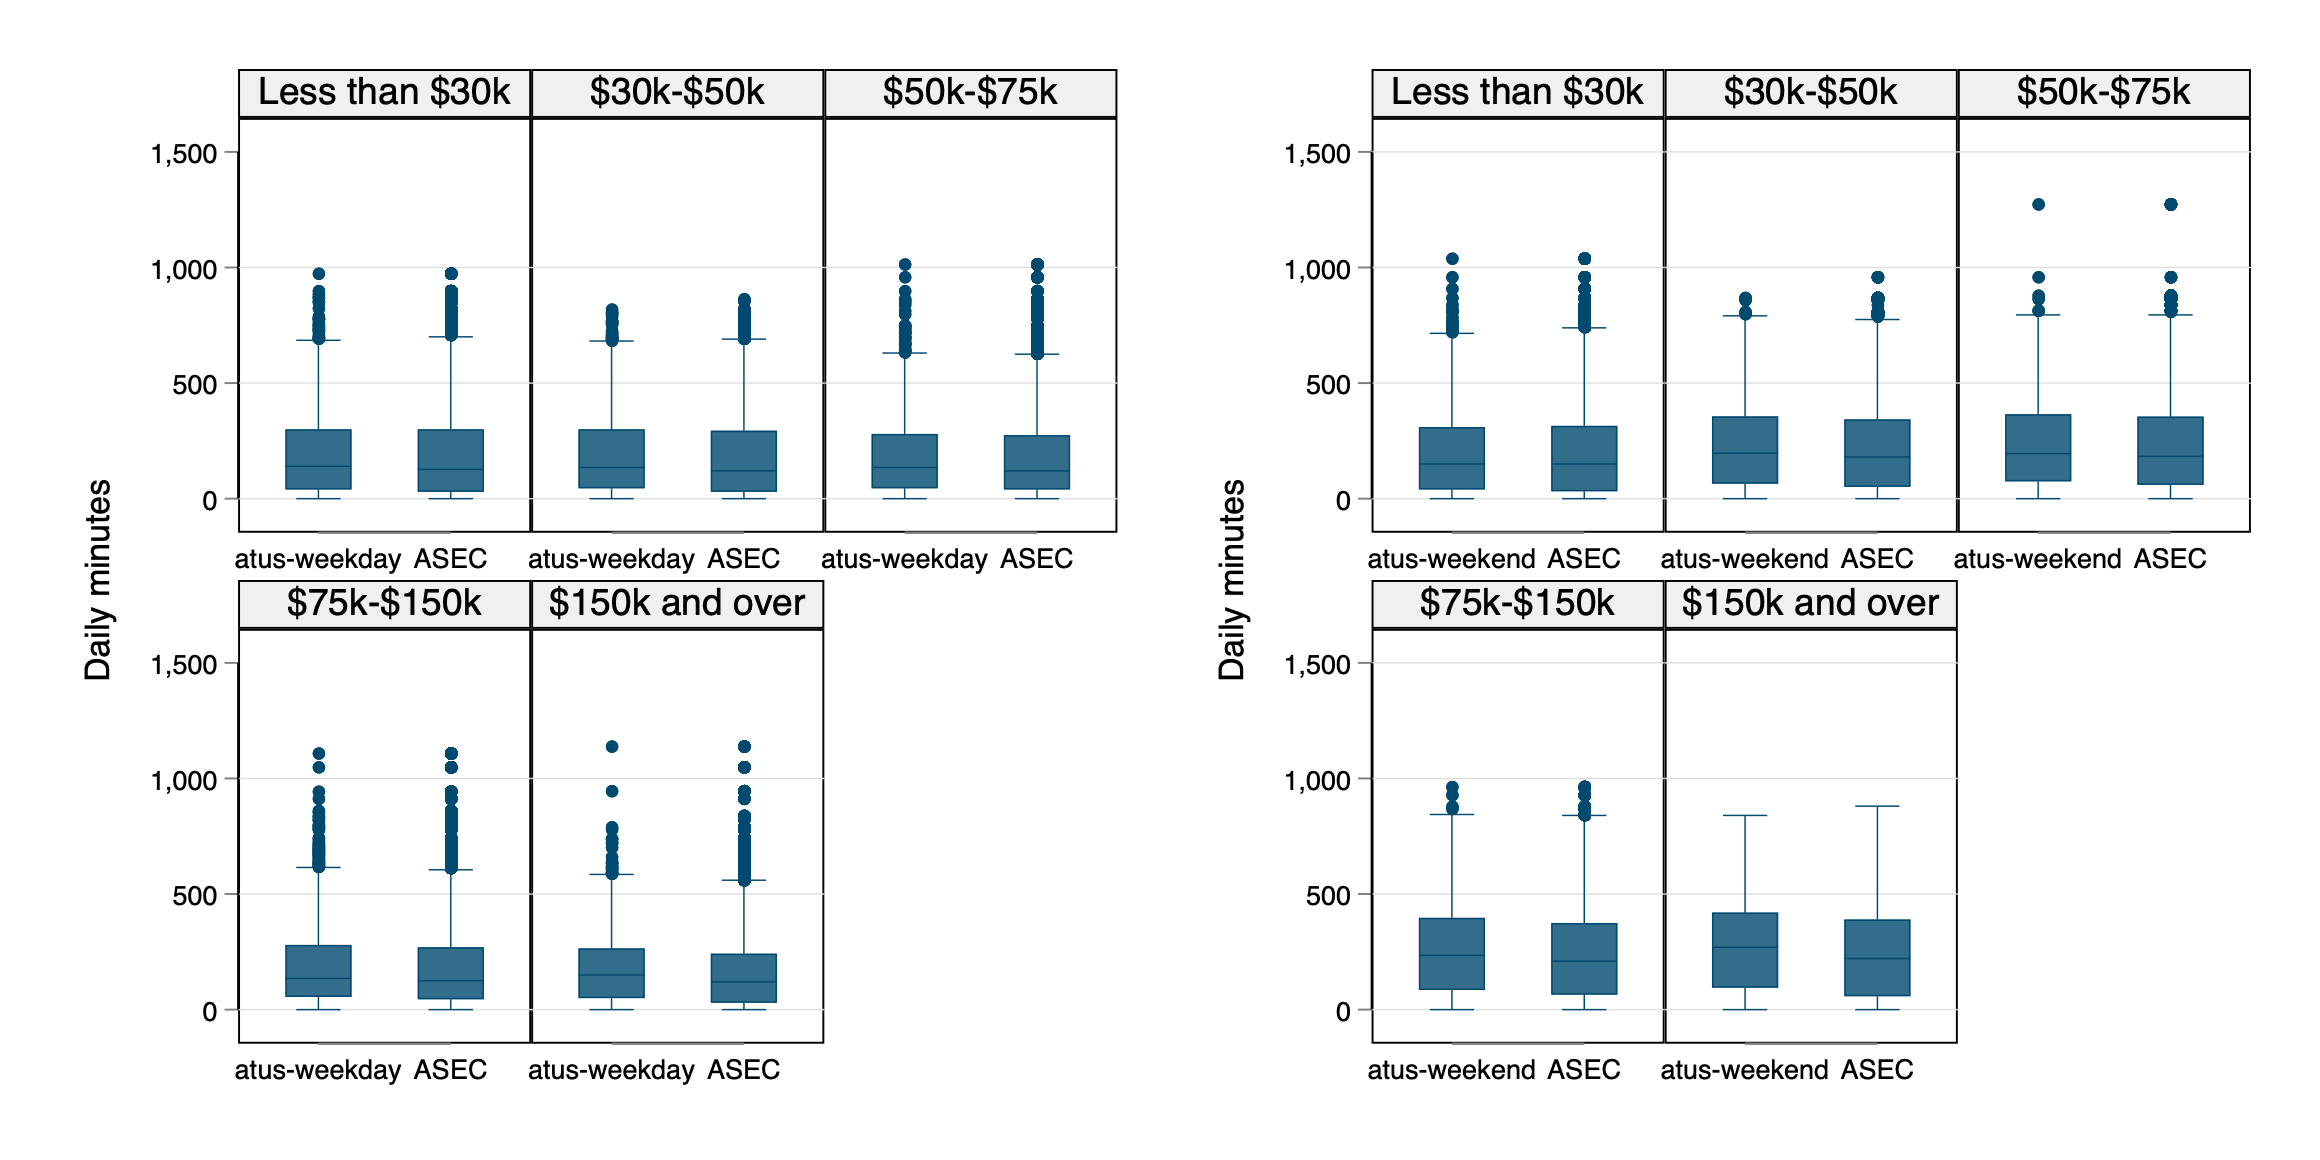 Less than $30k $30k-$50k $50k-$75k
1,500
1,000
500
0
atus-weekday ASEC atus-weekday ASEC atus-weekday ASEC
$75k-$150k $150k and over
1,500
1,000
500
0
atus-weekday ASEC atus-weekday ASEC
Daily minutes
Less than $30k $30k-$50k $50k-$75k
1,500
1,000
500
0
atus-weekend ASEC atus-weekend ASEC atus-weekend ASEC
$75k-$150k $150k and over
1,500
1,000
500
0
atus-weekend ASEC atus-weekend ASEC
Daily minutes